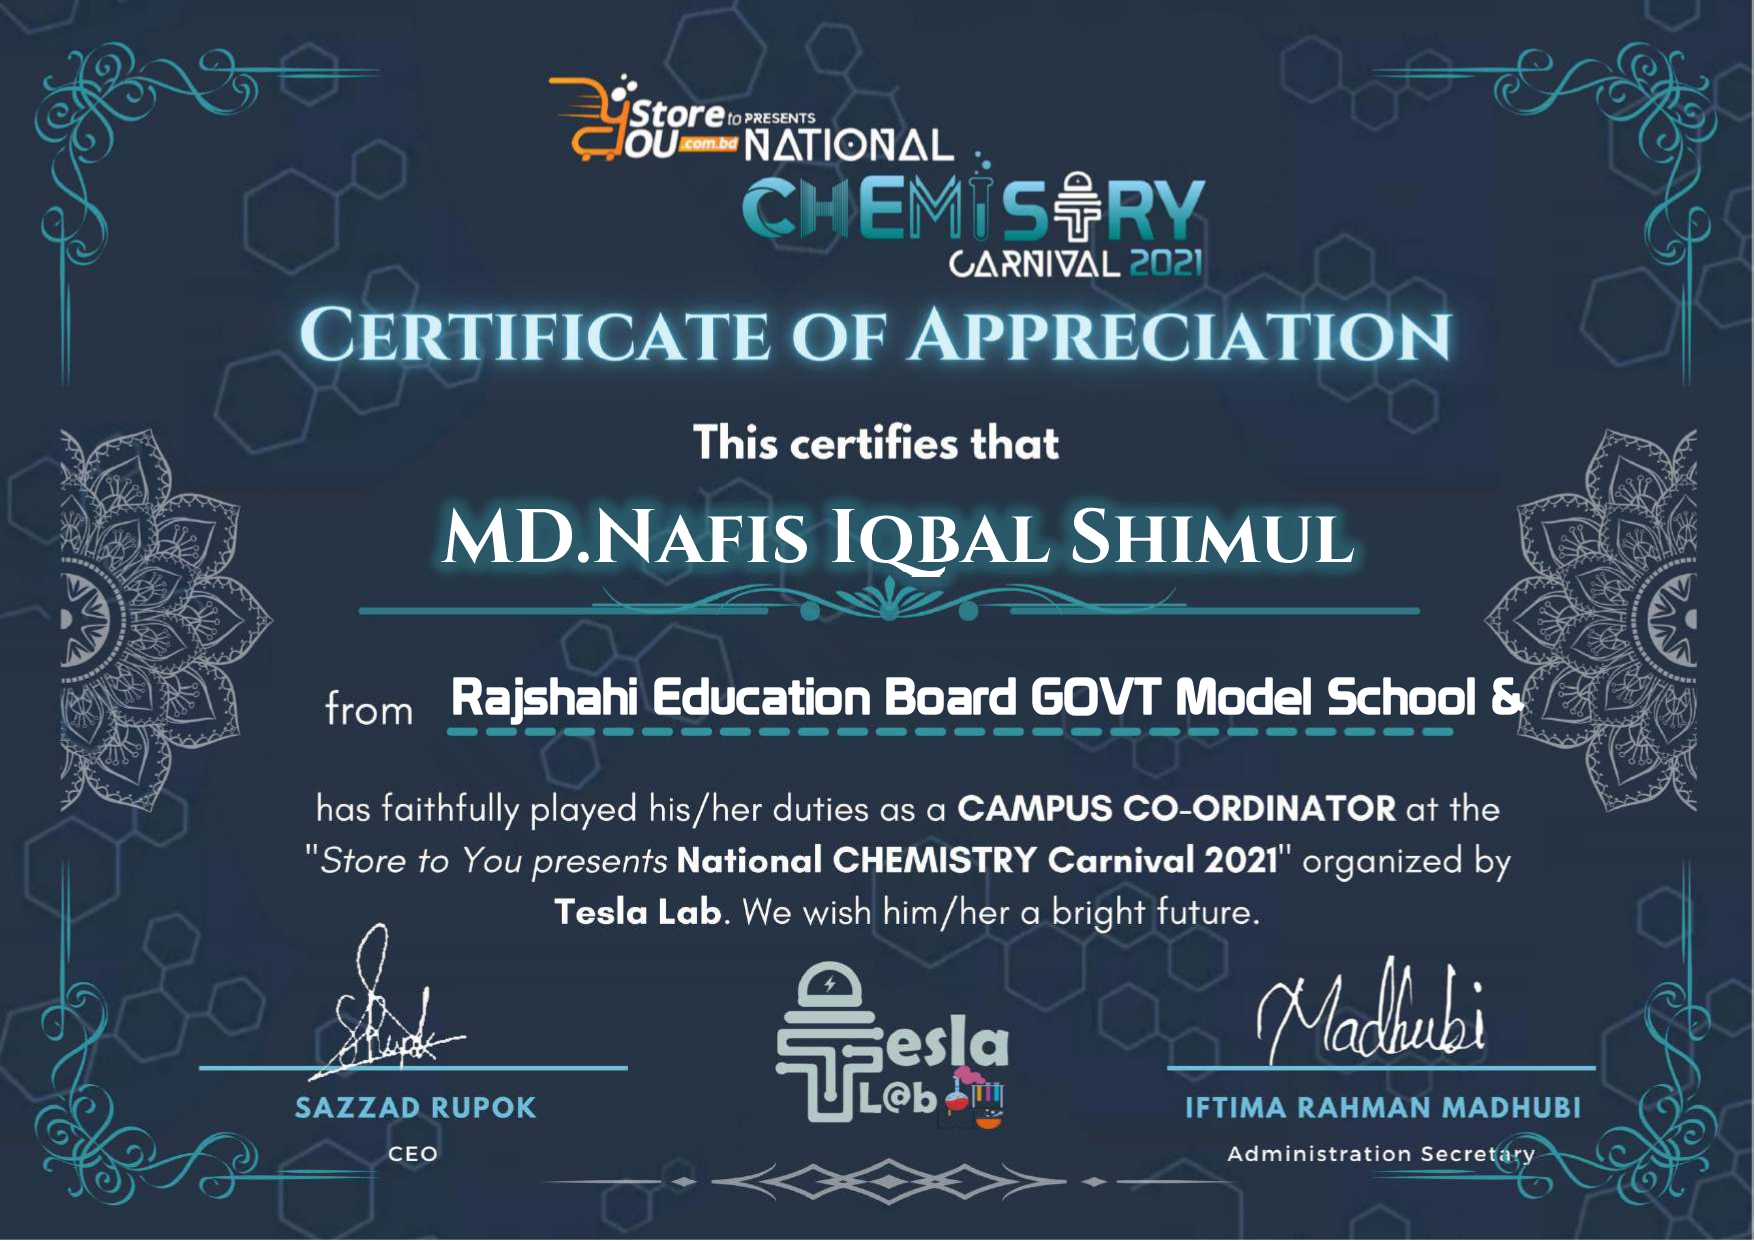 Store to PRESENTS
YOU .com.bd NATIONAL
CHEMISTRY
CARNIVAL 2021
CERTIFICATE OF APPRECIATION
This certifies that
MD.NAFIS IQBAL SHIMUL
from Rajshahi Education Board GOVT Model School &
has faithfully played his/her duties as a CAMPUS CO-ORDINATOR at the
"Store to You presents National CHEMISTRY Carnival 2021" organized by
Tesla Lab. We wish him/her a bright future.
Rupok
Madhubi
Tesla
L@b
SAZZAD RUPOK
IFTIMA RAHMAN MADHUBI
CEO
Administration Secretary